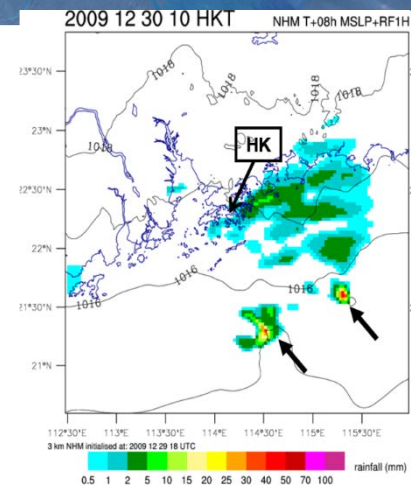 2009 12 30 10 HKT NHM T+08h MSLP+RF1H
23°30'N
23°N
22°30'N
22°N
21°30'N
21°N
1018
1018
1018
1018
HK
1016
1016
112°30'E 113°E 113°30'E 114°E 114°30'E 115°E 115°30'E
3 km NHM initialised at: 2009 12 29 18 UTC
0.5 1 2 5 10 15 20 25 30 40 50 70 100 rainfall (mm)